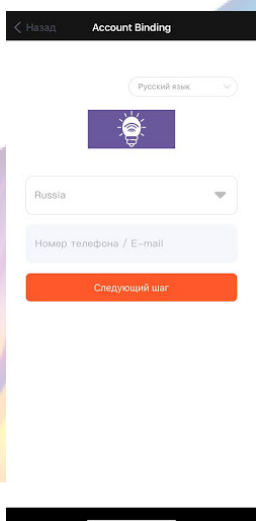 Назад Account Binding
Русский язык
Russia
Номер телефона / E-mail
Следующий шаг